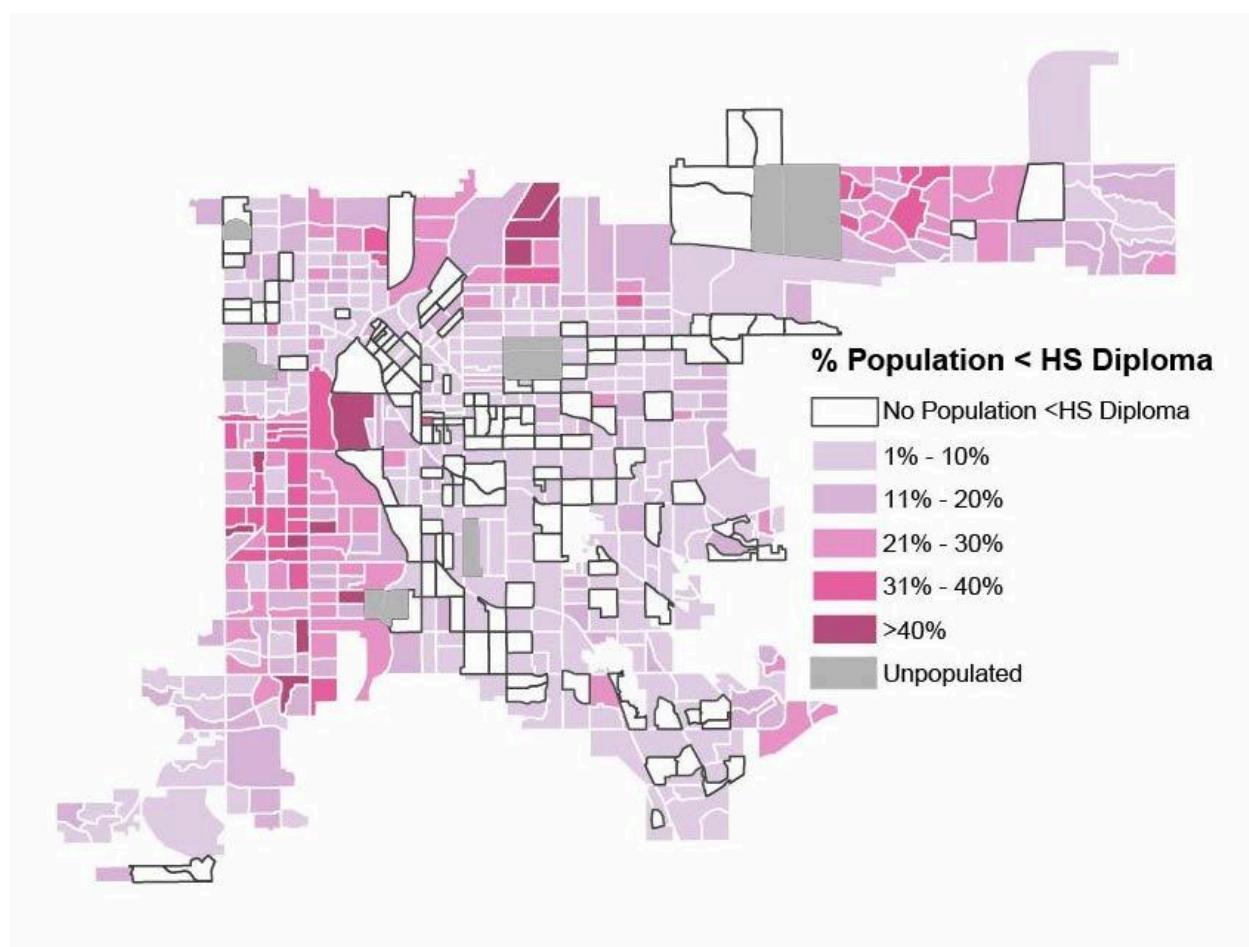 % Population < HS Diploma
No Population <HS Diploma
1% - 10%
11% - 20%
21% - 30%
31% - 40%
>40%
Unpopulated